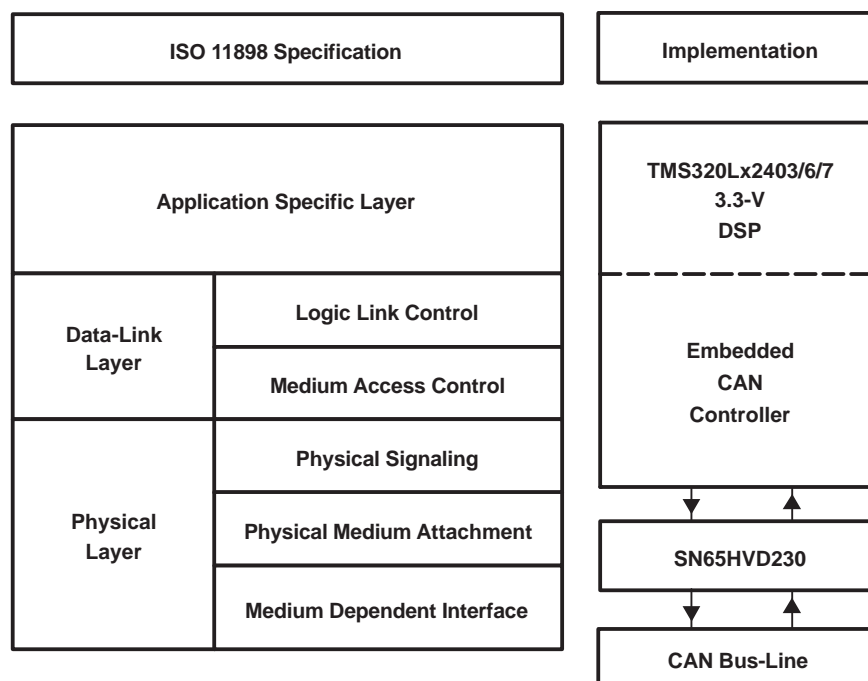 ISO 11898 Specification
Implementation
Application Specific Layer
TMS320Lx2403/6/7
3.3-V
DSP
Data-Link
Layer
Logic Link Control
Medium Access Control
Embedded
CAN
Controller
Physical
Layer
Physical Signaling
Physical Medium Attachment
Medium Dependent Interface
SN65HVD230
CAN Bus-Line